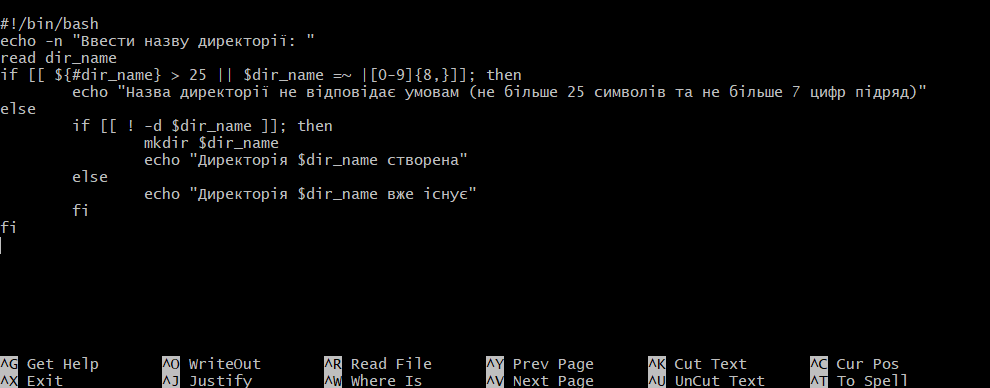 #!/bin/bash
echo -n "Ввести назву директорії: "
read dir_name
if [[ ${#dir_name} > 25 || $dir_name =~ |[0-9]{8,}]]; then
        echo "Назва директорії не відповідає умовам (не більше 25 символів та не більше 7 цифр підряд)"
else
        if [[ ! -d $dir_name ]]; then
                mkdir $dir_name
                echo "Директорія $dir_name створена"
        else
                echo "Директорія $dir_name вже існує"
        fi
fi
^G Get Help ^O WriteOut ^R Read File ^Y Prev Page ^K Cut Text ^C Cur Pos
^X Exit ^J Justify ^W Where Is ^V Next Page ^U UnCut Text ^T To Spell